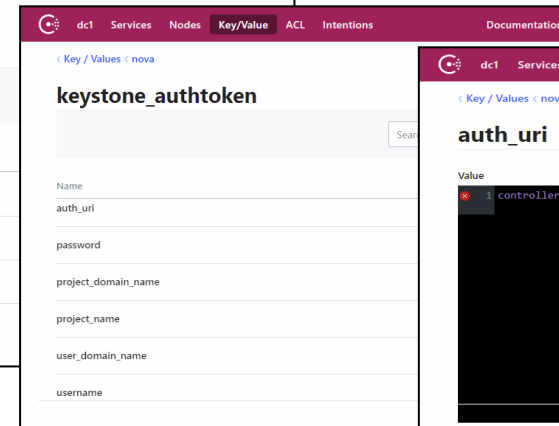 dc1 Services Nodes Key/Value ACL Intentions Documentation
< Key / Values < nova
keystone_authtoken
Name
auth_uri
password
project_domain_name
project_name
user_domain_name
username
dc1
< Key / Values <
auth_uri
Value
1 controller